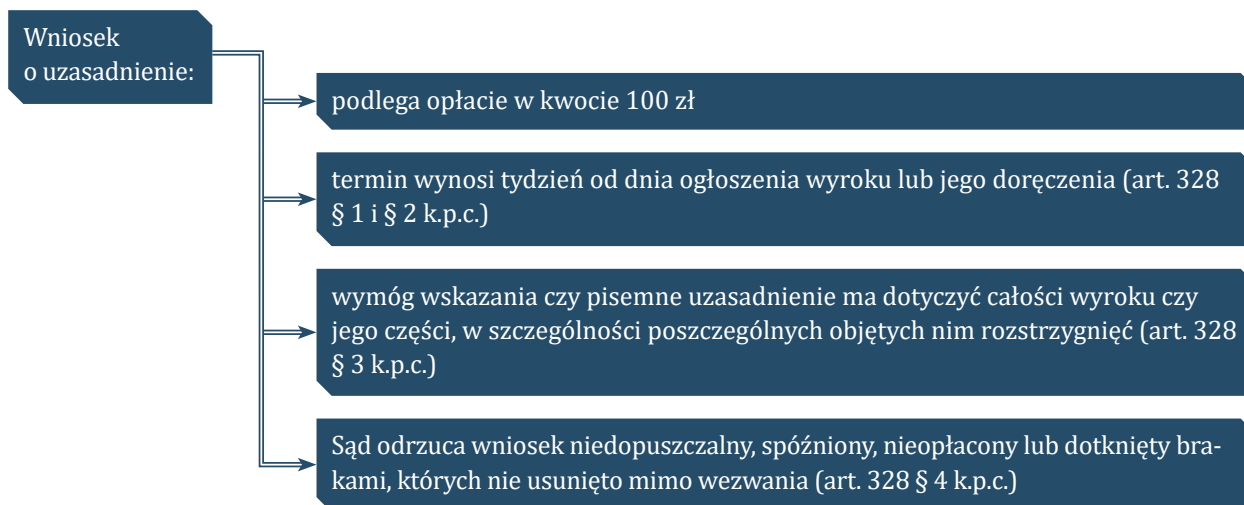 Wniosek
o uzasadnienie:
podlega opłacie w kwocie 100 zł
termin wynosi tydzień od dnia ogłoszenia wyroku lub jego doręczenia (art. 328
§ 1 i § 2 k.p.c.)
wymóg wskazania czy pisemne uzasadnienie ma dotyczyć całości wyroku czy
jego części, w szczególności poszczególnych objętych nim rozstrzygnięć (art. 328
§ 3 k.p.c.)
Sąd odrzuca wniosek niedopuszczalny, spóźniony, nieopłacony lub dotknięty bra-
kami, których nie usunięto mimo wezwania (art. 328 § 4 k.p.c.)